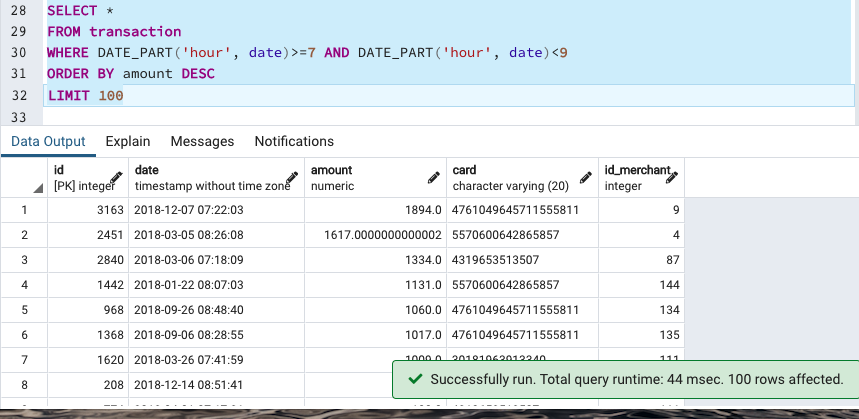 28 SELECT *
29 FROM transaction
30 WHERE DATE_PART('hour', date)>=7 AND DATE_PART('hour', date)<9
31 ORDER BY amount DESC
32 LIMIT 100
33
Data Output Explain Messages Notifications
id date amount card id_merchant
[PK] integer timestamp without time zone numeric character varying (20) integer
1 3163 2018-12-07 07:22:03 1894.0 4761049645711555811 9
2 2451 2018-03-05 08:26:08 1617.0000000000002 5570600642865857 4
3 2840 2018-03-06 07:18:09 1334.0 4319653513507 87
4 1442 2018-01-22 08:07:03 1131.0 5570600642865857 144
5 968 2018-09-26 08:48:40 1060.0 4761049645711555811 134
6 1368 2018-09-06 08:28:55 1017.0 4761049645711555811 135
7 1620 2018-03-26 07:41:59 1009.0 30181963913340 111
8 208 2018-12-14 08:51:41
Successfully run. Total query runtime: 44 msec. 100 rows affected.